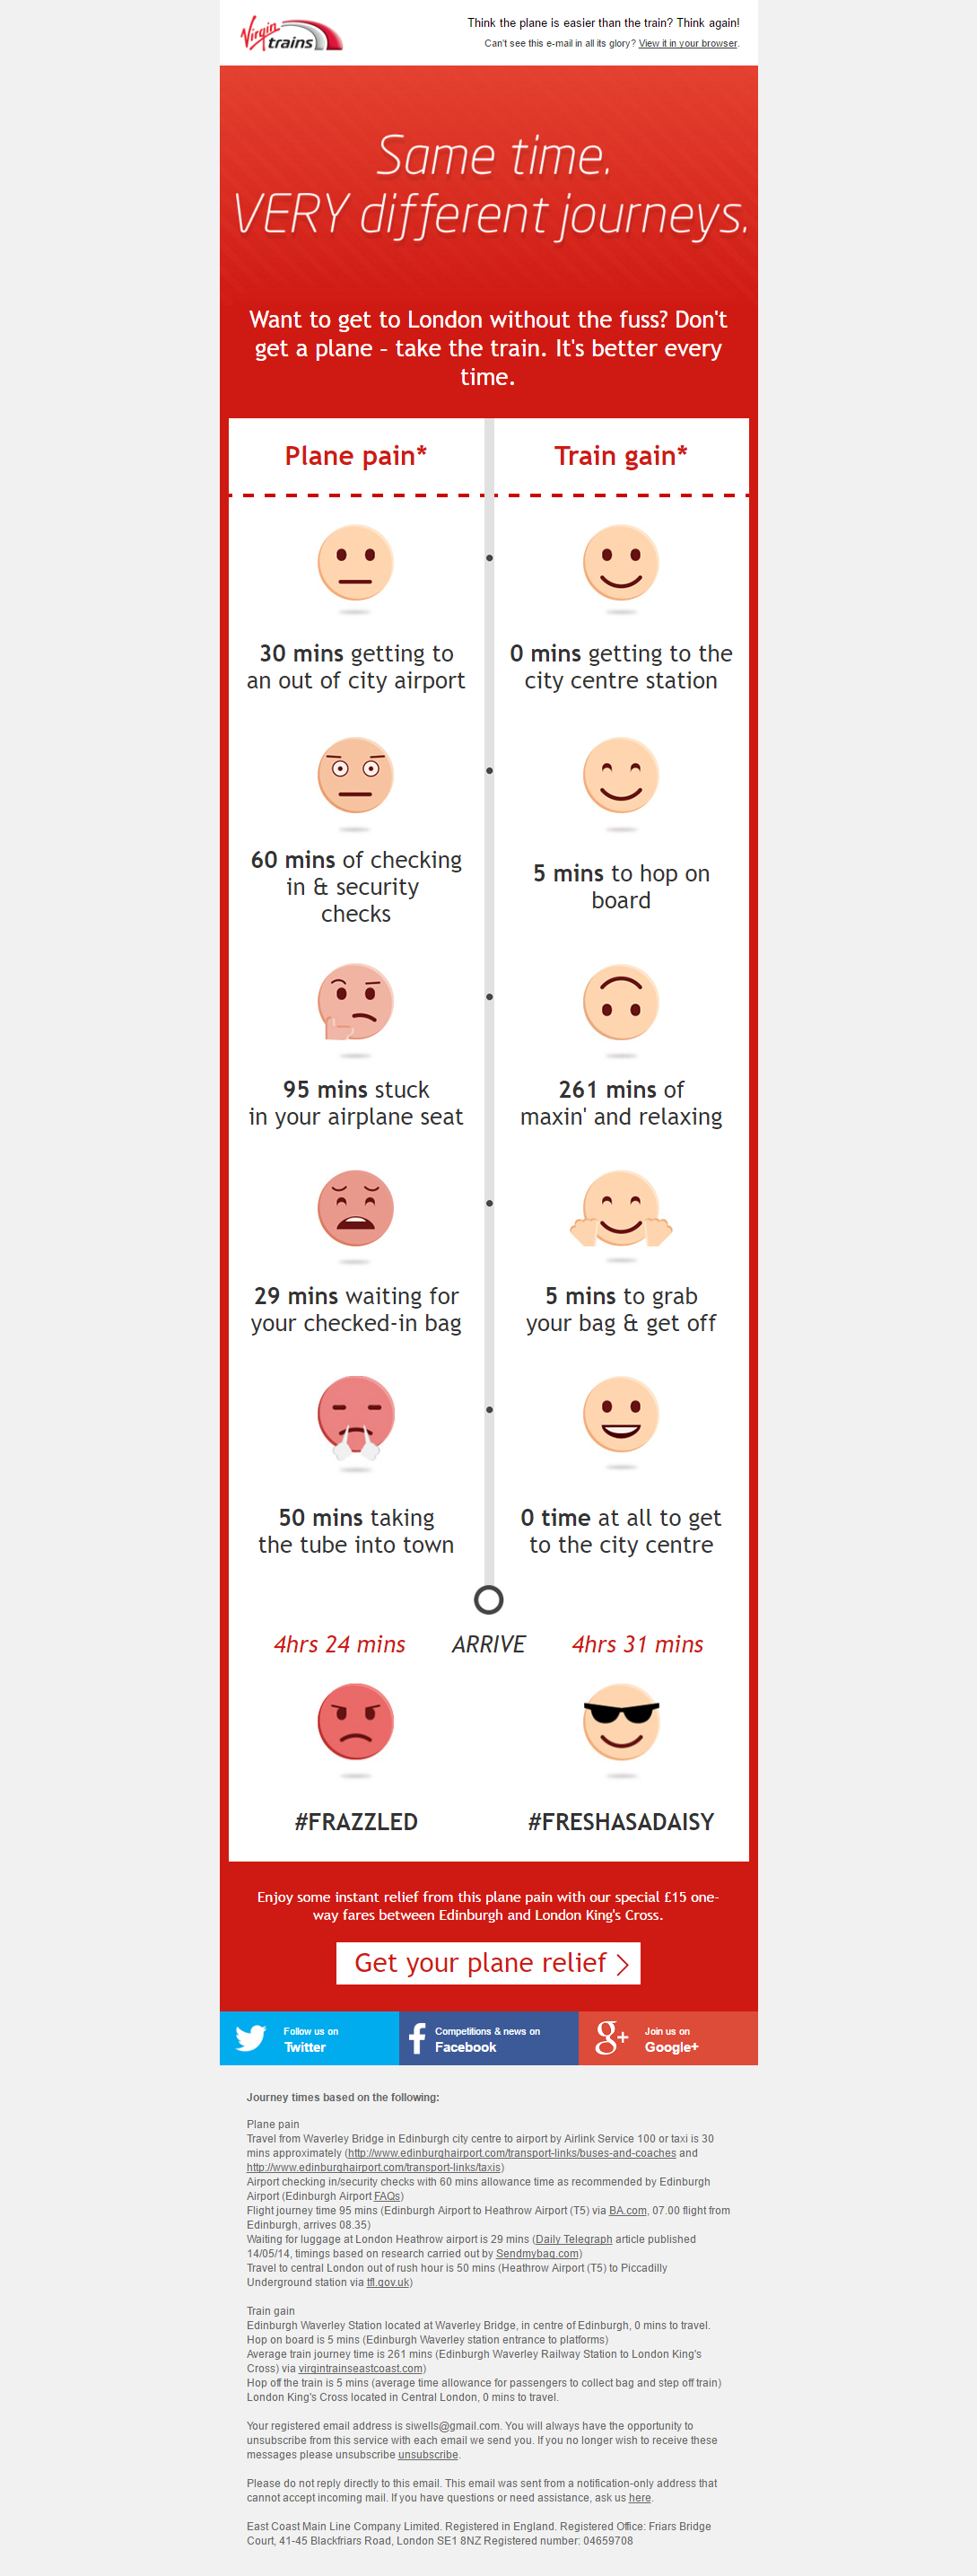 Virgin trains
Think the plane is easier than the train? Think again!
Can't see this e-mail in all its glory? View it in your browser.
Same time.
VERY different journeys.
Want to get to London without the fuss? Don't
get a plane – take the train. It's better every
time.
Plane pain*
Train gain*
30 mins getting to
an out of city airport
0 mins getting to the
city centre station
60 mins of checking
in & security
checks
5 mins to hop on
board
95 mins stuck
in your airplane seat
261 mins of
maxin' and relaxing
29 mins waiting for
your checked-in bag
5 mins to grab
your bag & get off
50 mins taking
the tube into town
0 time at all to get
to the city centre
4hrs 24 mins
ARRIVE
4hrs 31 mins
#FRAZZLED
#FRESHASADAISY
Enjoy some instant relief from this plane pain with our special £15 one-
way fares between Edinburgh and London King's Cross.
Get your plane relief >
Follow us on
Twitter
Competitions & news on
Facebook
g+
Join us on
Google+
Journey times based on the following:
Plane pain
Travel from Waverley Bridge in Edinburgh city centre to airport by Airlink Service 100 or taxi is 30
mins approximately (http://www.edinburghairport.com/transport-links/buses-and-coaches and
http://www.edinburghairport.com/transport-links/taxis)
Airport checking in/security checks with 60 mins allowance time as recommended by Edinburgh
Airport (Edinburgh Airport FAQs)
Flight journey time 95 mins (Edinburgh Airport to Heathrow Airport (T5) via BA.com, 07.00 flight from
Edinburgh, arrives 08.35)
Waiting for luggage at London Heathrow airport is 29 mins (Daily Telegraph article published
14/05/14, timings based on research carried out by Sendmybag.com)
Travel to central London out of rush hour is 50 mins (Heathrow Airport (T5) to Piccadilly
Underground station via tfl.gov.uk)
Train gain
Edinburgh Waverley Station located at Waverley Bridge, in centre of Edinburgh, 0 mins to travel.
Hop on board is 5 mins (Edinburgh Waverley station entrance to platforms)
Average train journey time is 261 mins (Edinburgh Waverley Railway Station to London King's
Cross) via virgintrainseastcoast.com)
Hop off the train is 5 mins (average time allowance for passengers to collect bag and step off train)
London King's Cross located in Central London, 0 mins to travel.
Your registered email address is siwells@gmail.com. You will always have the opportunity to
unsubscribe from this service with each email we send you. If you no longer wish to receive these
messages please unsubscribe unsubscribe.
Please do not reply directly to this email. This email was sent from a notification-only address that
cannot accept incoming mail. If you have questions or need assistance, ask us here.
East Coast Main Line Company Limited. Registered in England. Registered Office: Friars Bridge
Court, 41-45 Blackfriars Road, London SE1 8NZ Registered number: 04659708